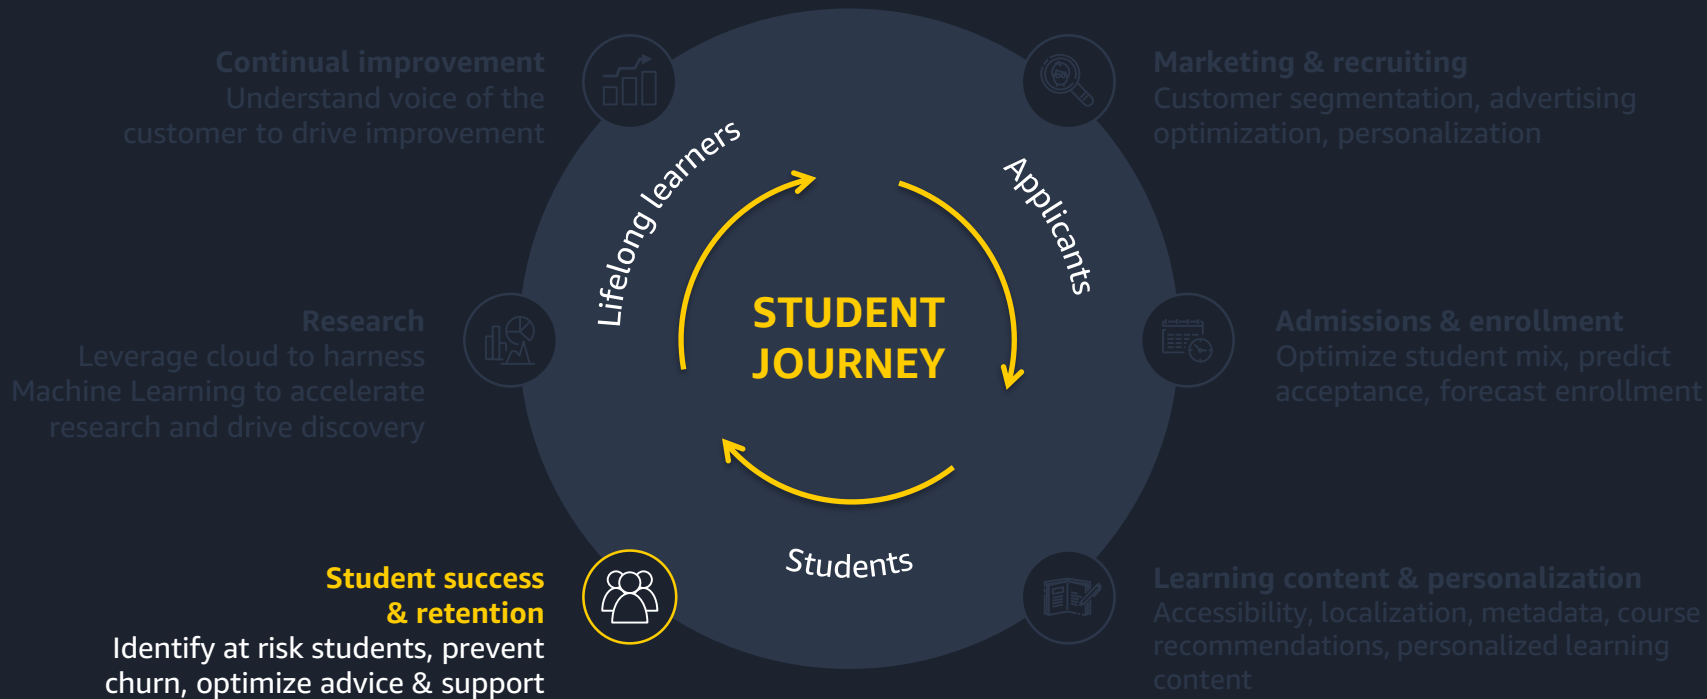 Continual improvement
Understand voice of the
customer to drive improvement
Marketing & recruiting
Customer segmentation, advertising
optimization, personalization
Lifelong learners
Applicants
STUDENT
JOURNEY
Research
Leverage cloud to harness
Machine Learning to accelerate
research and drive discovery
Admissions & enrollment
Optimize student mix, predict
acceptance, forecast enrollment
Students
Student success
& retention
Identify at risk students, prevent
churn, optimize advice & support
Learning content & personalization
Accessibility, localization, metadata, course
recommendations, personalized learning
content